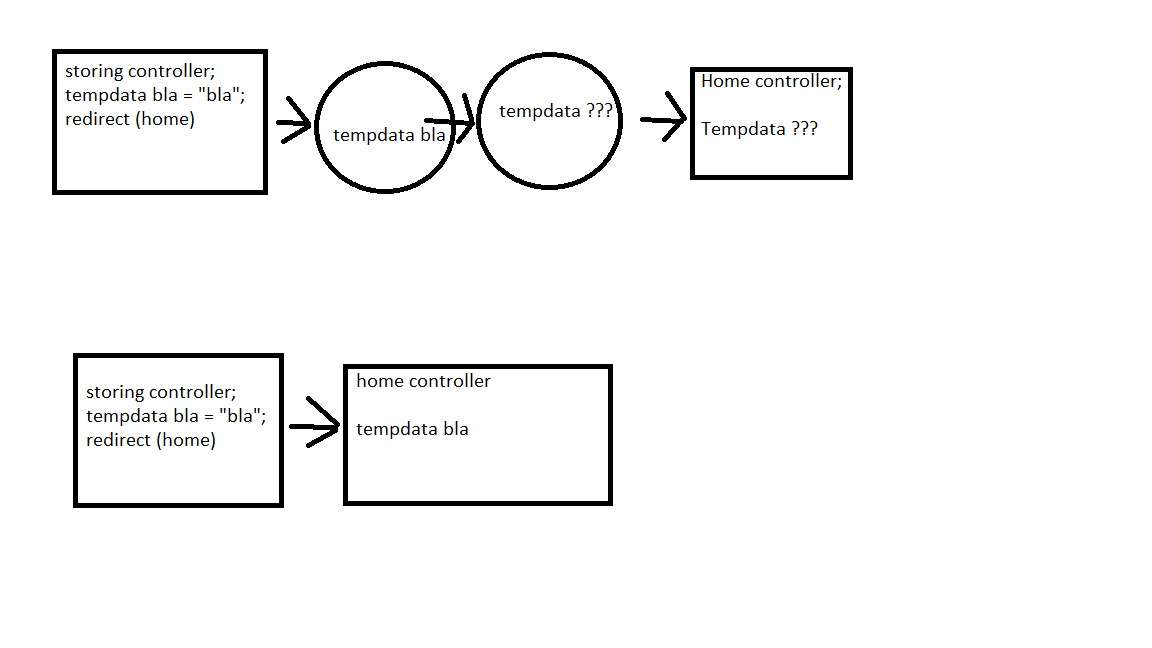 storing controller;
tempdata bla = "bla";
redirect (home)
tempdata bla
tempdata ???
Home controller;
Tempdata ???
storing controller;
tempdata bla = "bla";
redirect (home)
home controller
tempdata bla